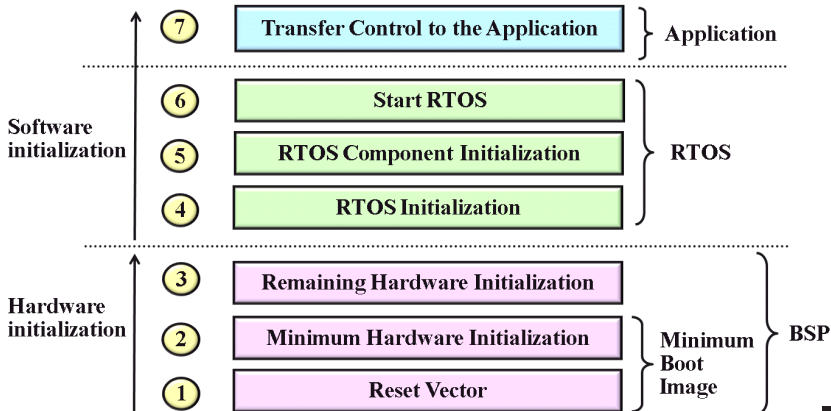 7
Transfer Control to the Application
Application
6
Start RTOS
Software
initialization
5
RTOS Component Initialization
RTOS
4
RTOS Initialization
3
Remaining Hardware Initialization
Hardware
initialization
2
Minimum Hardware Initialization
Minimum
Boot
Image
BSP
1
Reset Vector